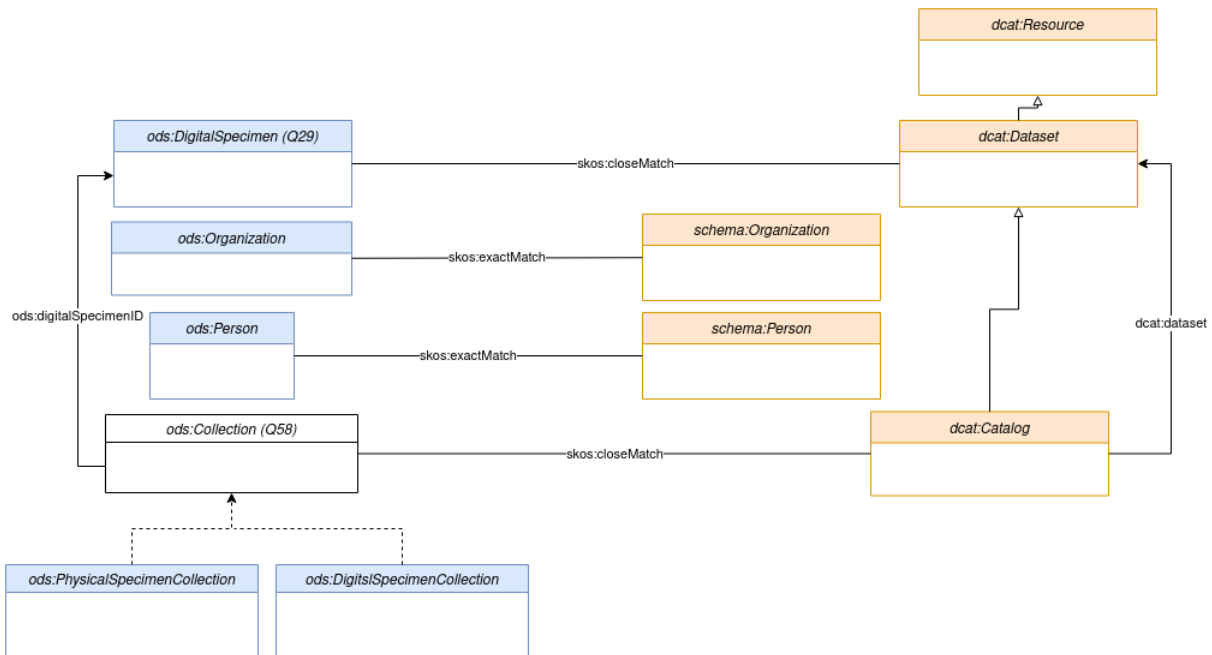 dcat:Resource
ods:DigitalSpecimen (Q29)
dcat:Dataset
skos:closeMatch
ods:Organization
schema:Organization
skos:exactMatch
ods:digitalSpecimenID
dcat:dataset
ods:Person
schema:Person
skos:exactMatch
ods:Collection (Q58)
dcat:Catalog
skos:closeMatch
ods:PhysicalSpecimenCollection
ods:DigitslSpecimenCollection